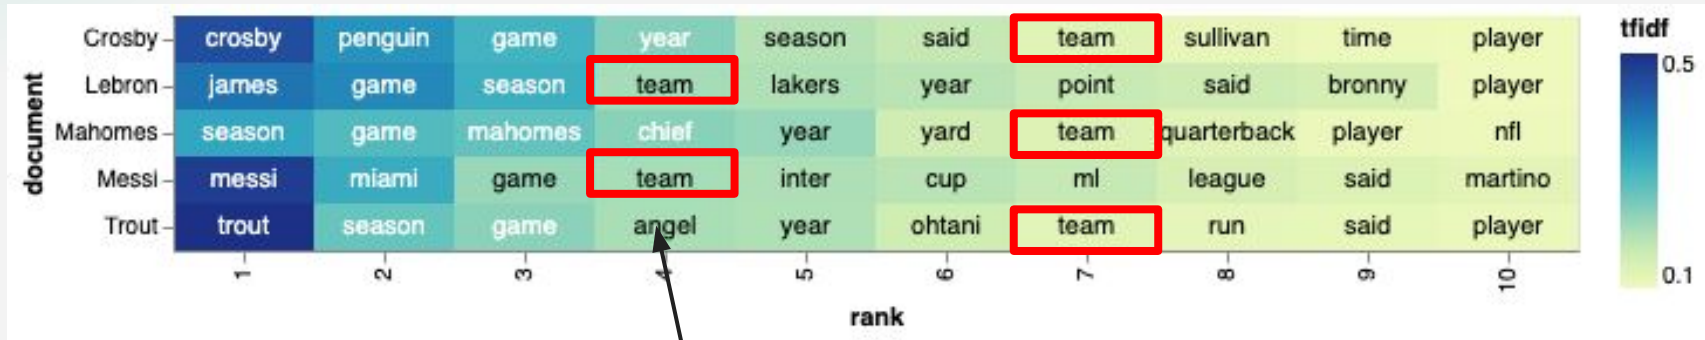 tfidf
0.5
0.1
document
Crosby crosby penguin game year season said team sullivan time player
Lebron james game season team lakers year point said bronny player
Mahomes season game mahomes chief year yard team quarterback player nfl
Messi messi miami game team inter cup ml league said martino
Trout trout season game angel year ohtani team run said player
1 2 3 4 5 6 7 8 9 10
rank